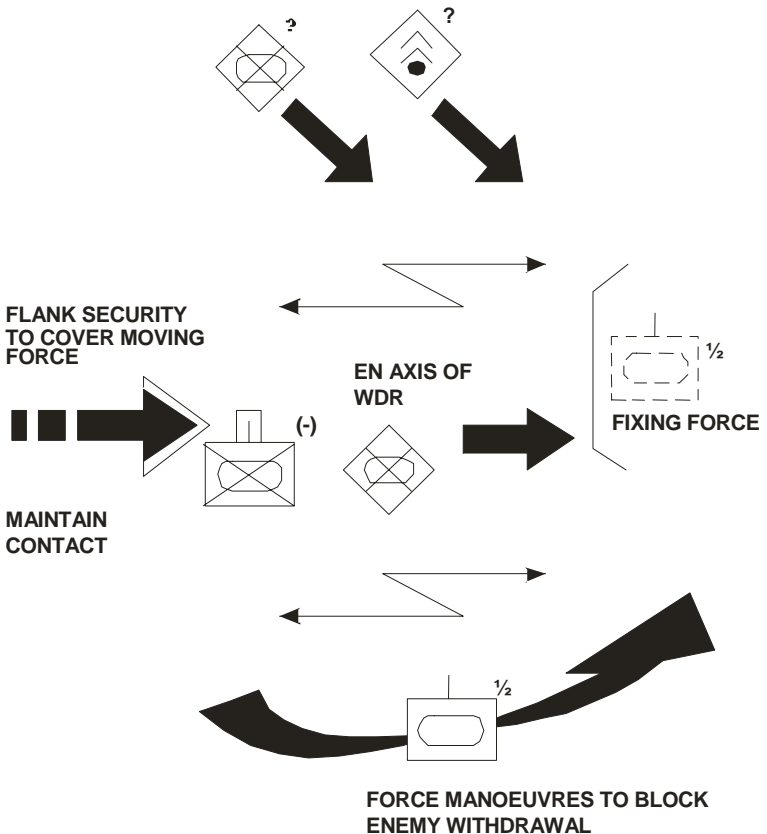 ?
?
FLANK SECURITY
TO COVER MOVING
FORCE
EN AXIS OF
WDR
½
(-)
FIXING FORCE
MAINTAIN
CONTACT
½
FORCE MANOEUVRES TO BLOCK
ENEMY WITHDRAWAL